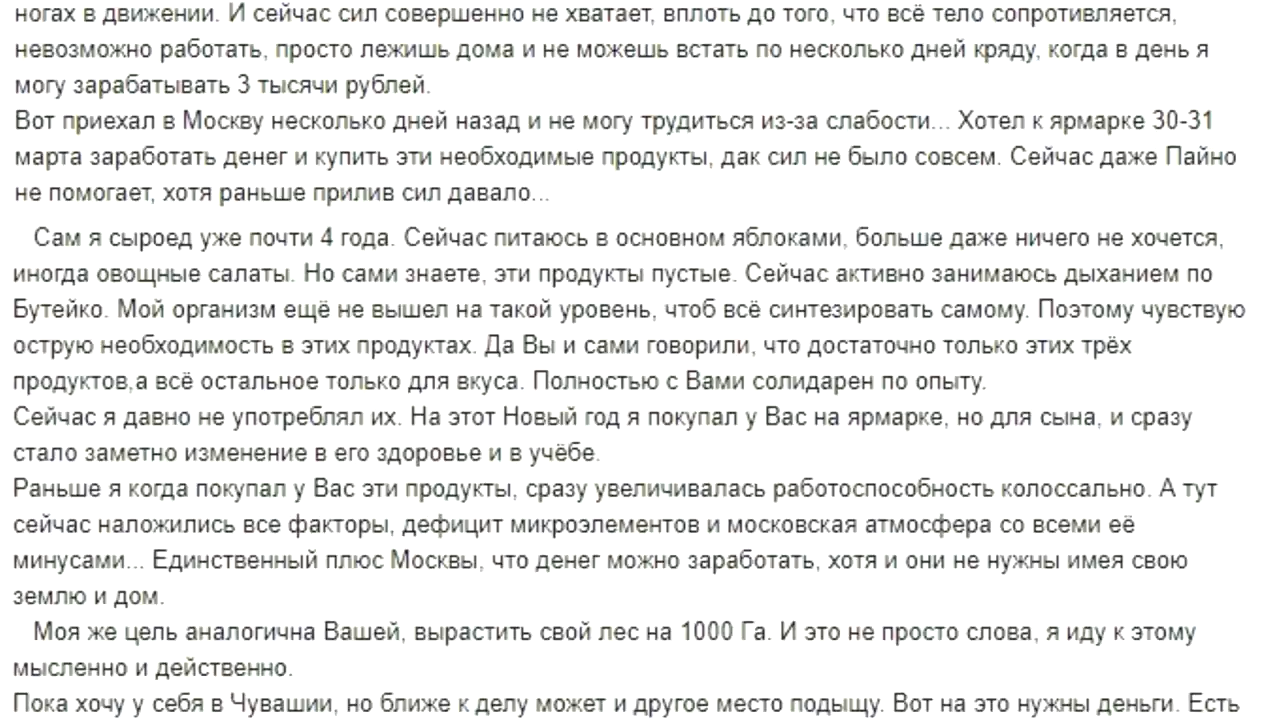 ногах в движении. И сейчас сил совершенно не хватает, вплоть до того, что всё тело сопротивляется,
невозможно работать, просто лежишь дома и не можешь встать по несколько дней кряду, когда в день я
могу зарабатывать 3 тысячи рублей.
Вот приехал в Москву несколько дней назад и не могу трудиться из-за слабости... Хотел к ярмарке 30-31
марта заработать денег и купить эти необходимые продукты, дак сил не было совсем. Сейчас даже Пайно
не помогает, хотя раньше прилив сил давало...
Сам я сыроед уже почти 4 года. Сейчас питаюсь в основном яблоками, больше даже ничего не хочется,
иногда овощные салаты. Но сами знаете, эти продукты пустые. Сейчас активно занимаюсь дыханием по
Бутейко. Мой организм ещё не вышел на такой уровень, чтоб всё синтезировать самому. Поэтому чувствую
острую необходимость в этих продуктах. Да Вы и сами говорили, что достаточно только этих трёх
продуктов,а всё остальное только для вкуса. Полностью с Вами солидарен по опыту.
Сейчас я давно не употреблял их. На этот Новый год я покупал у Вас на ярмарке, но для сына, и сразу
стало заметно изменение в его здоровье и в учёбе.
Раньше я когда покупал у Вас эти продукты, сразу увеличивалась работоспособность колоссально. А тут
сейчас наложились все факторы, дефицит микроэлементов и московская атмосфера со всеми её
минусами... Единственный плюс Москвы, что денег можно заработать, хотя и они не нужны имея свою
землю и дом.
Моя же цель аналогична Вашей, вырастить свой лес на 1000 Га. И это не просто слова, я иду к этому
мысленно и действенно.
Пока хочу у себя в Чувашии, но ближе к делу может и другое место подыщу. Вот на это нужны деньги. Есть